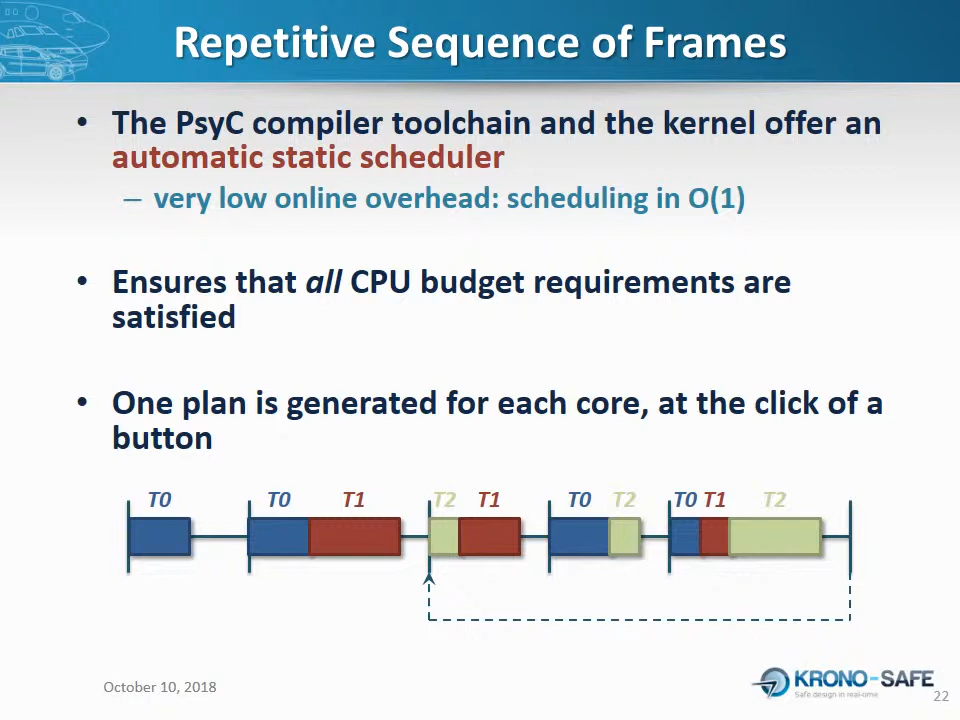 Repetitive Sequence of Frames
• The PsyC compiler toolchain and the kernel offer an
automatic static scheduler
– very low online overhead: scheduling in O(1)
• Ensures that all CPU budget requirements are
satisfied
• One plan is generated for each core, at the click of a
button
T0 T0 T1 T2 T1 T0 T2 T0 T1 T2
October 10, 2018
KRONO-SAFE
Safe design in real-time
22